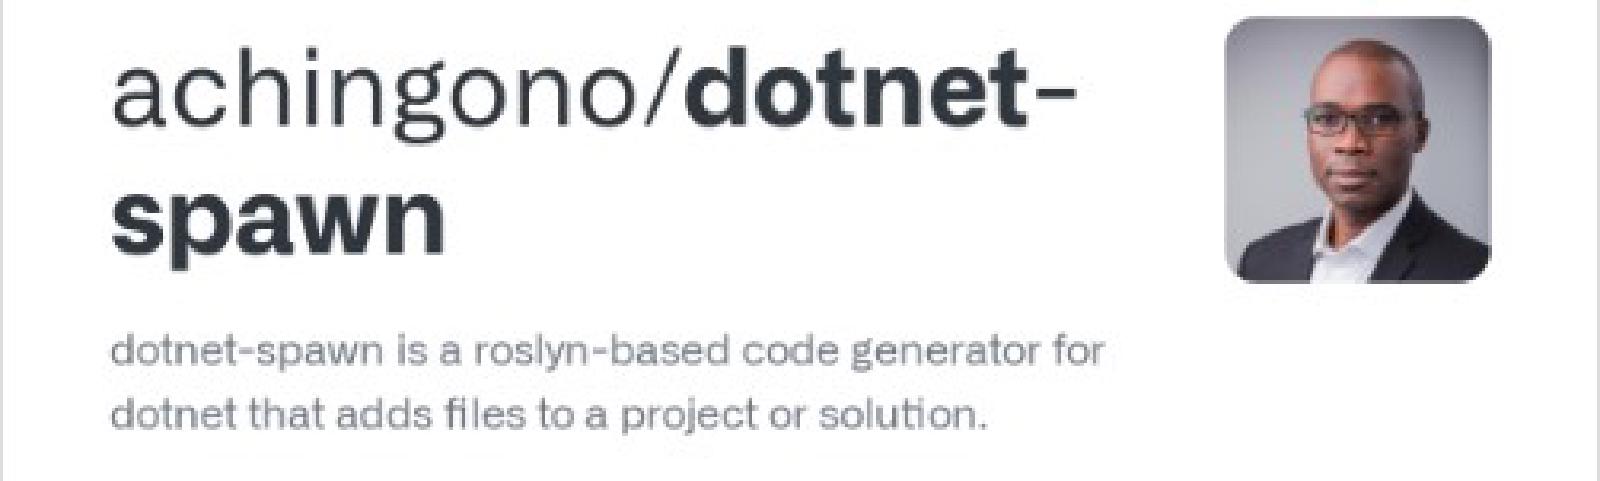 achingono/dotnet-
spawn
dotnet-spawn is a roslyn-based code generator for
dotnet that adds files to a project or solution.